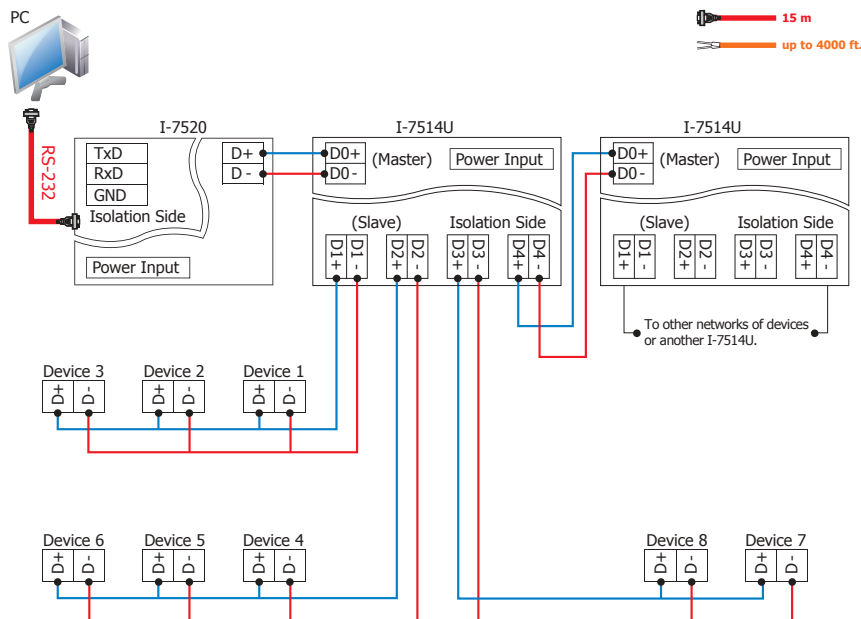 PC
15 m
up to 4000 ft.
RS-232
I-7520
TxD
RxD
GND
Isolation Side
Power Input
D+
D -
I-7514U
D0+
D0-
(Master)
Power Input
(Slave)
Isolation Side
D1+
D1 -
D2+
D2 -
D3+
D3 -
D4+
D4 -
I-7514U
D0+
D0-
(Master)
Power Input
(Slave)
Isolation Side
D1+
D1 -
D2+
D2 -
D3+
D3 -
D4+
D4 -
To other networks of devices
or another I-7514U.
Device 3
D+
D-
Device 2
D+
D-
Device 1
D+
D-
Device 6
D+
D-
Device 5
D+
D-
Device 4
D+
D-
Device 8
D+
D-
Device 7
D+
D-